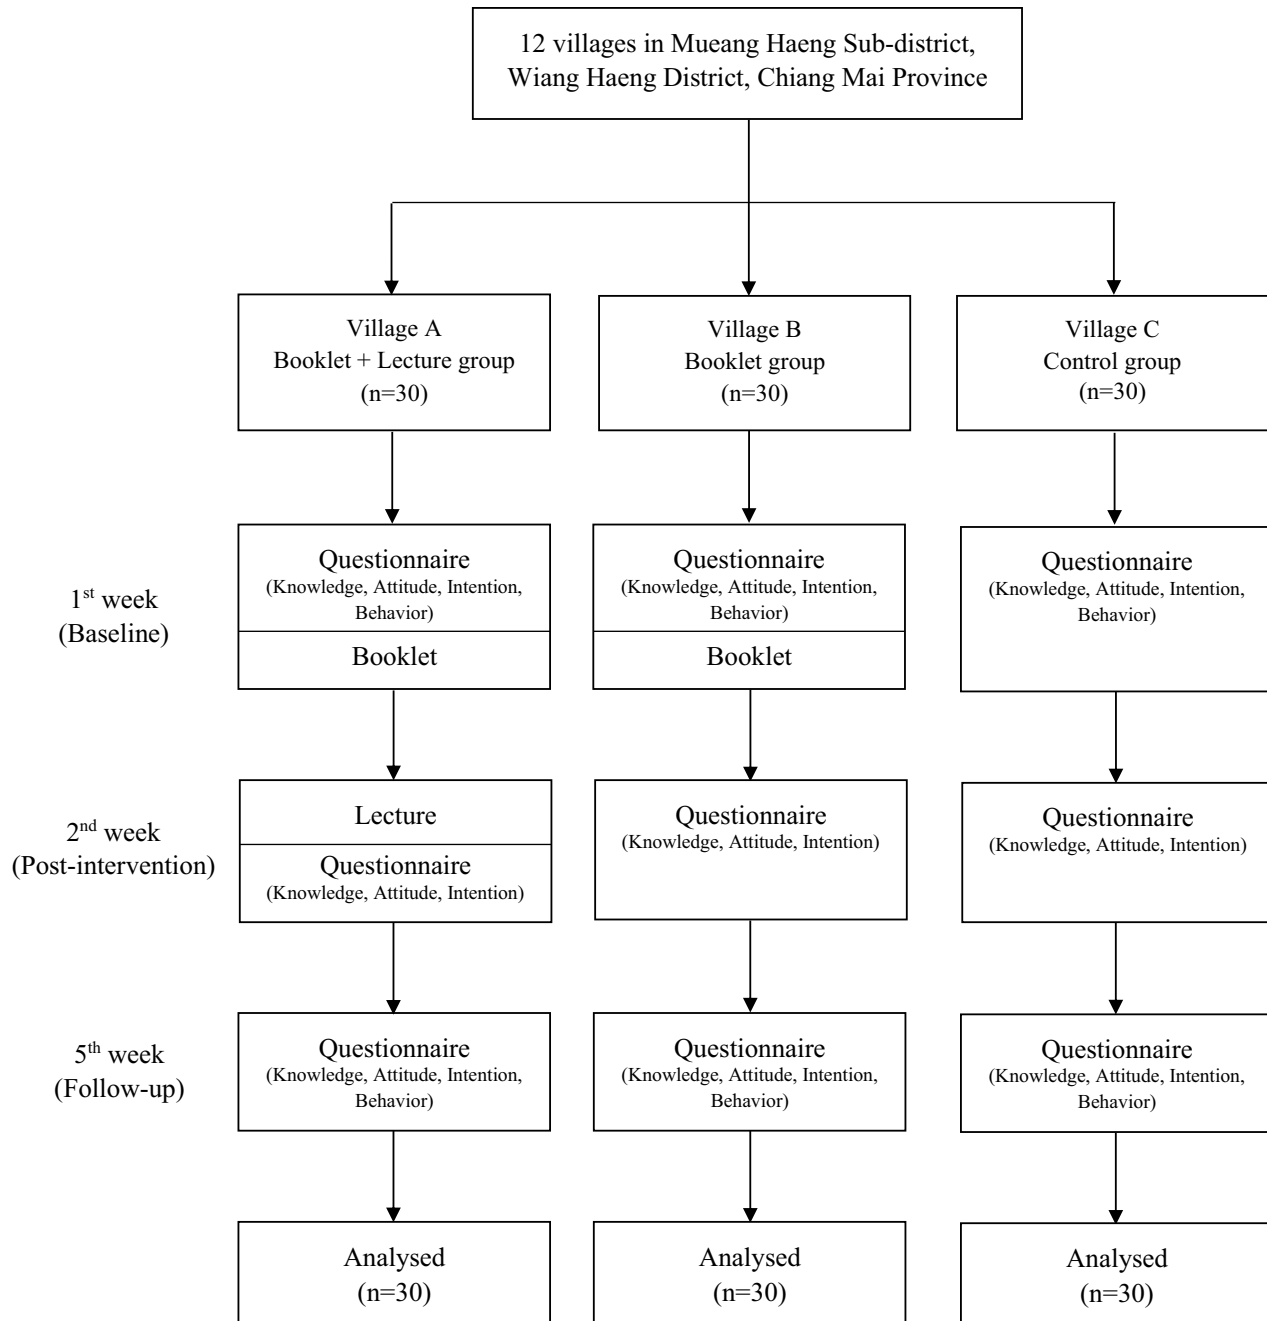 12 villages in Mueang Haeng Sub-district,
Wiang Haeng District, Chiang Mai Province
Village A
Booklet + Lecture group
(n=30)
Village B
Booklet group
(n=30)
Village C
Control group
(n=30)
1st week
(Baseline)
Questionnaire
(Knowledge, Attitude, Intention,
Behavior)
Booklet
Questionnaire
(Knowledge, Attitude, Intention,
Behavior)
Booklet
Questionnaire
(Knowledge, Attitude, Intention,
Behavior)
2nd week
(Post-intervention)
Lecture
Questionnaire
(Knowledge, Attitude, Intention)
Questionnaire
(Knowledge, Attitude, Intention)
Questionnaire
(Knowledge, Attitude, Intention)
5th week
(Follow-up)
Questionnaire
(Knowledge, Attitude, Intention,
Behavior)
Questionnaire
(Knowledge, Attitude, Intention,
Behavior)
Questionnaire
(Knowledge, Attitude, Intention,
Behavior)
Analysed
(n=30)
Analysed
(n=30)
Analysed
(n=30)